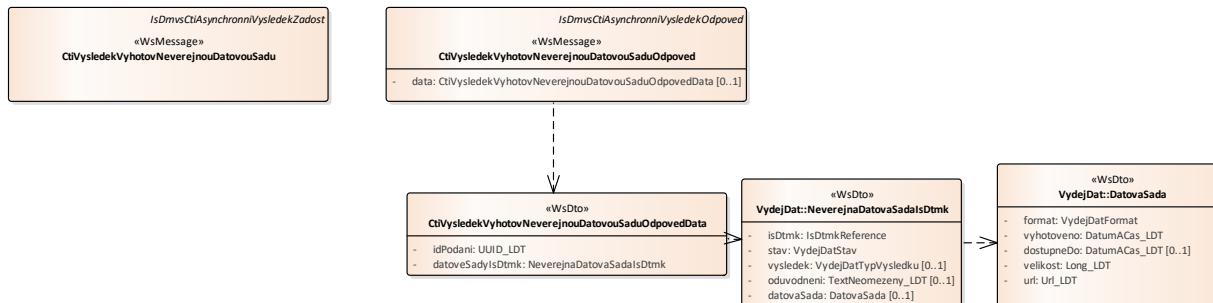 IsDmvsCtiAsynchronniVysledekZadost
«WsMessage»
CtiVysledekVyhotovNeverejnouDatovouSadu
IsDmvsCtiAsynchronniVysledekOdpoved
«WsMessage»
CtiVysledekVyhotovNeverejnouDatovouSaduOdpoved
- data: CtiVysledekVyhotovNeverejnouDatovouSaduOdpovedData [0..1]
«WsDto»
CtiVysledekVyhotovNeverejnouDatovouSaduOdpovedData
- idPodani: UUID_LDT
- datoveSadyIsDtmk: NeverejnaDatovaSadaIsDtmk
«WsDto»
VydejDat::NeverejnaDatovaSadaIsDtmk
- isDtmk: IsDtmkReference
- stav: VydejDatStav
- vysledek: VydejDatTypVysledku [0..1]
- oduvodneni: TextNeomezeny_LDT [0..1]
- datovaSada: DatovaSada [0..1]
«WsDto»
VydejDat::DatovaSada
- format: VydejDatFormat
- vyhotoveno: DatumACas_LDT
- dostupneDo: DatumACas_LDT [0..1]
- velikost: Long_LDT
- url: Url_LDT